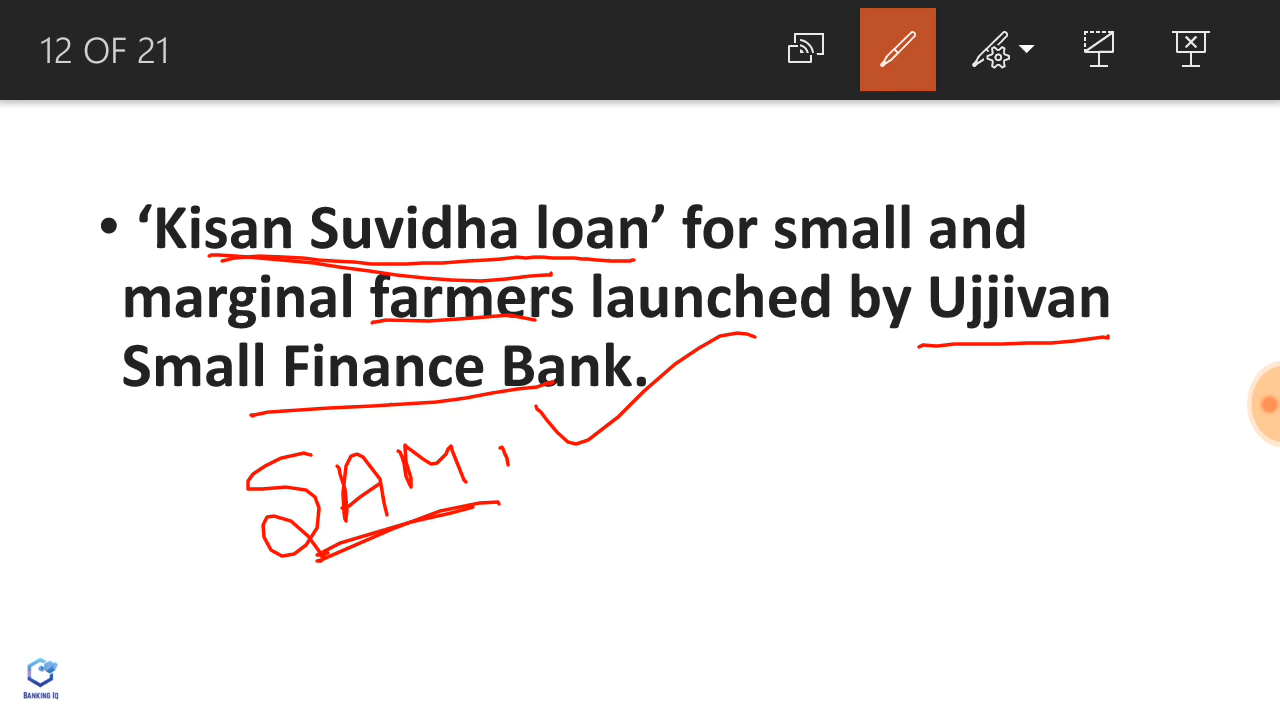 12 OF 21
• ‘Kisan Suvidha loan’ for small and
marginal farmers launched by Ujjivan
Small Finance Bank.
SAM
BANKING IQ